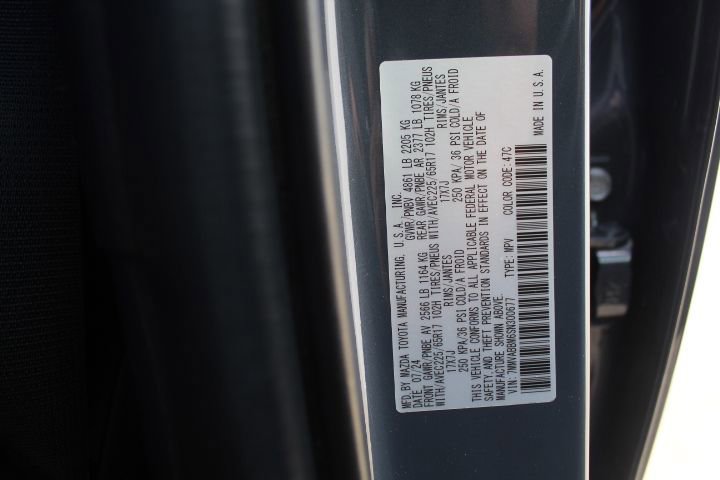 MFD. BY MAZDA TOYOTA MANUFACTURING, U.S.A. INC.
DATE: 07/24 GVWR/PNBV 4861 LB 2205 KG
FRONT GAWR/PNBE AV 2566 LB 1164 KG REAR GAWR/PNBE AR 2377 LB 1078 KG
WITH/AVEC225/65R17 102H TIRES/PNEUS WITH/AVEC225/65R17 102H TIRES/PNEUS
17X7J RIMS/JANTES 17X7J RIMS/JANTES
250 KPA/36 PSI COLD/A FROID 250 KPA/ 36 PSI COLD/A FROID
THIS VEHICLE CONFORMS TO ALL APPLICABLE FEDERAL MOTOR VEHICLE
SAFETY, AND THEFT PREVENTION STANDARDS IN EFFECT ON THE DATE OF
MANUFACTURE SHOWN ABOVE.
VIN: 7MMVABBM6SN300677 TYPE: MPV COLOR CODE: 47C
MADE IN U.S.A.